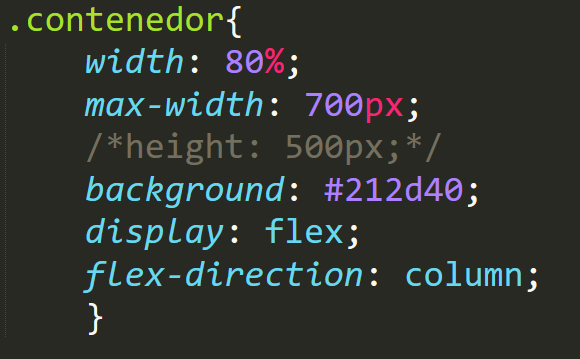 .contenedor{
width: 80%;
max-width: 700px;
/*height: 500px;*/
background: #212d40;
display: flex;
flex-direction: column;
}